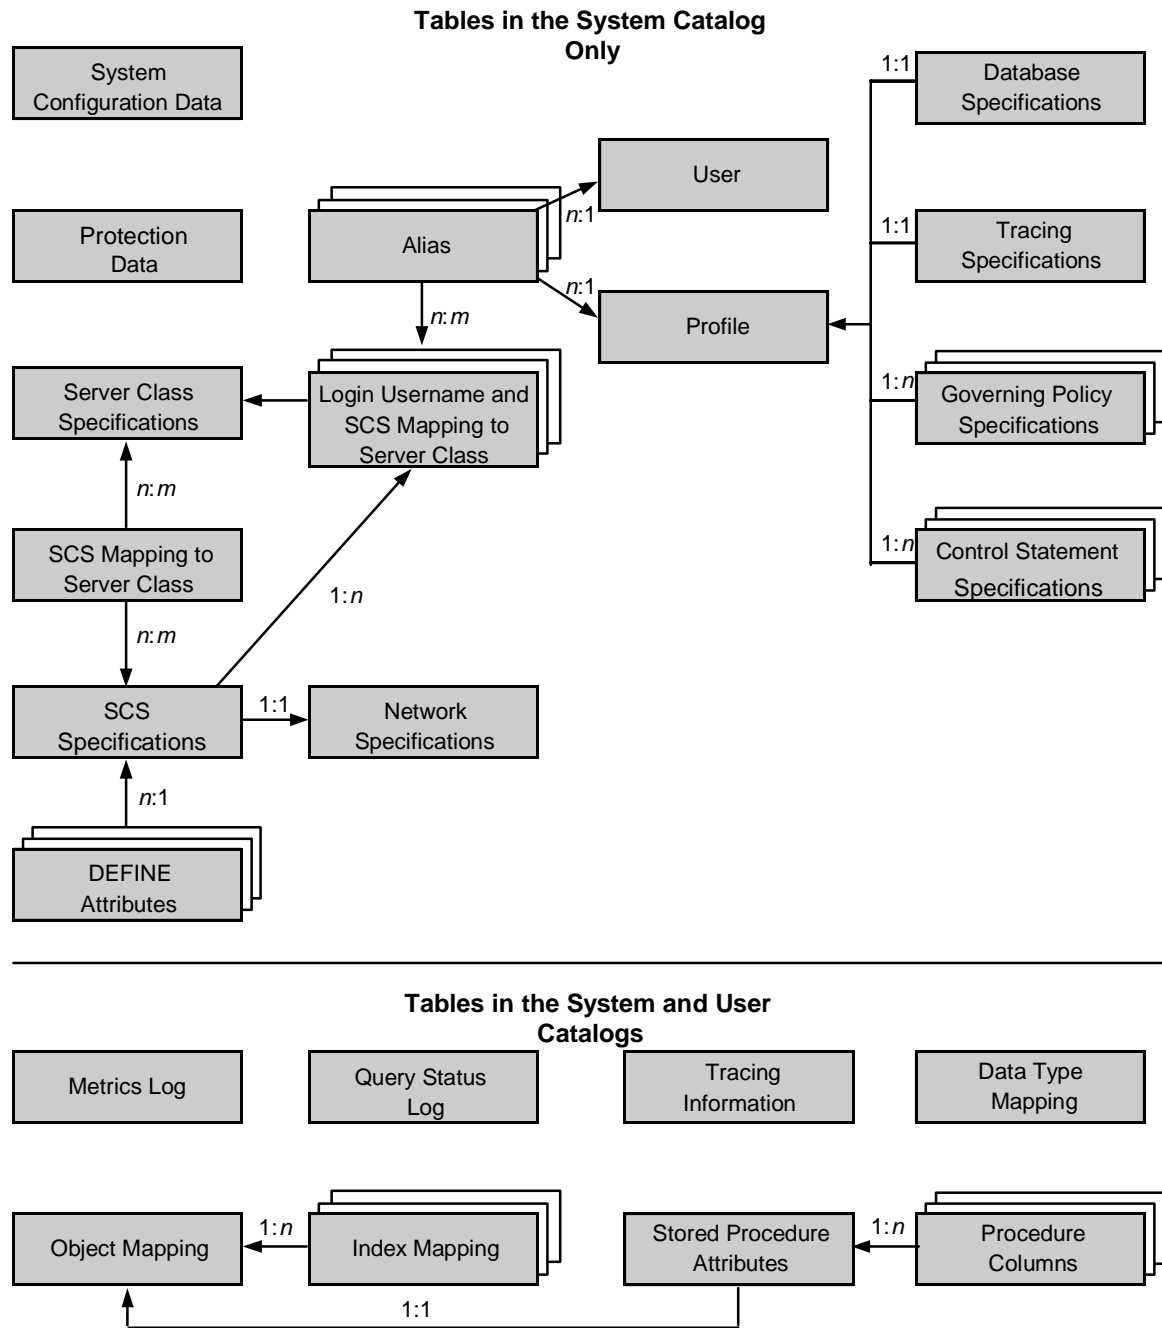 Tables in the System Catalog
Only
System
Configuration Data
1:1
Database
Specifications
User
n:1
Protection
Data
Alias
1:1
Tracing
Specifications
n:1
Profile
n:m
Server Class
Specifications
Login Username and
SCS Mapping to
Server Class
1:n
Governing Policy
Specifications
n:m
SCS Mapping to
Server Class
1:n
Control Statement
Specifications
1:n
n:m
SCS
Specifications
1:1
Network
Specifications
n:1
DEFINE
Attributes
Tables in the System and User
Catalogs
Metrics Log
Query Status
Log
Tracing
Information
Data Type
Mapping
Object Mapping
1:n
Index Mapping
Stored Procedure
Attributes
1:n
Procedure
Columns
1:1